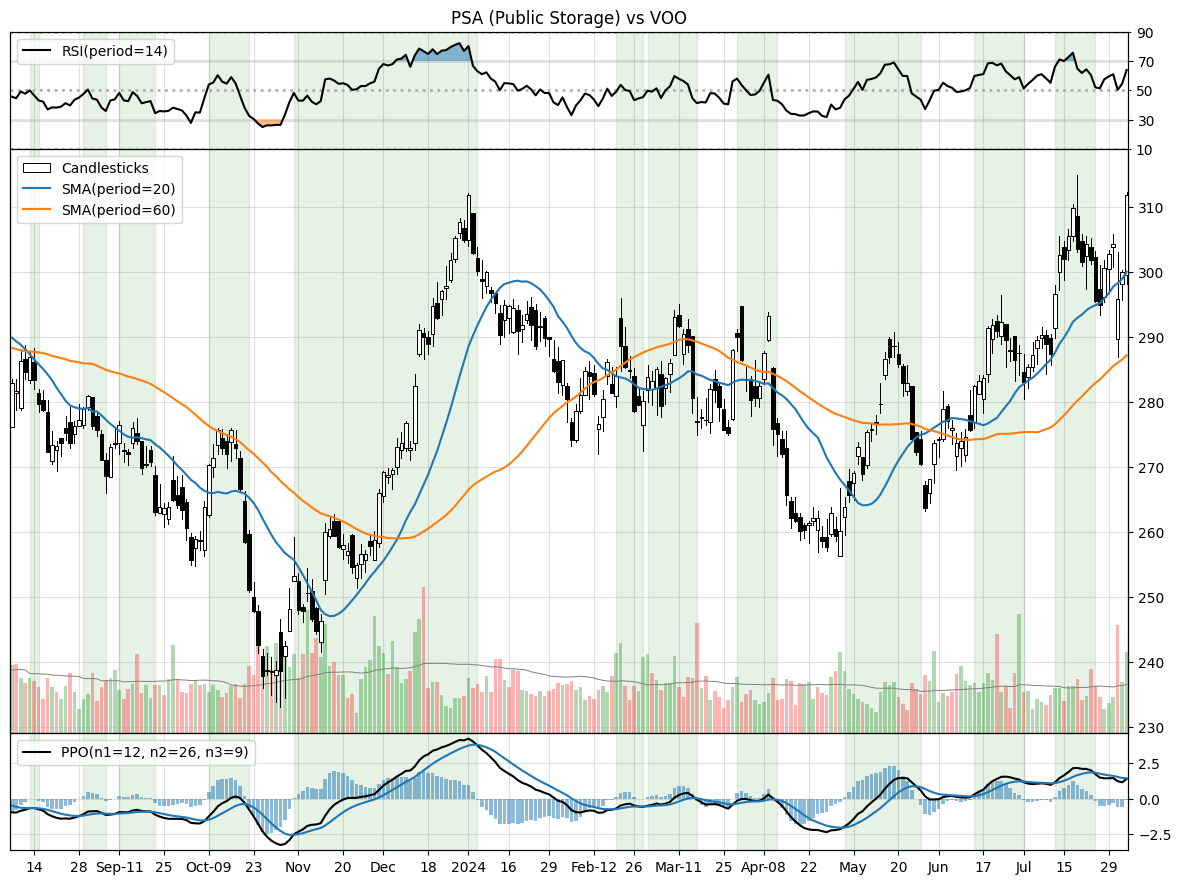 PSA (Public Storage) vs VOO
RSI(period=14)
90
70
50
30
10
Candlesticks
SMA(period=20)
SMA(period=60)
310
300
290
280
270
260
250
240
230
PPO(n1=12, n2=26, n3=9)
2.5
0.0
−2.5
14 28 Sep-11 25 Oct-09 23 Nov 20 Dec 18 2024 16 29 Feb-12 26 Mar-11 25 Apr-08 22 May 20 Jun 17 Jul 15 29